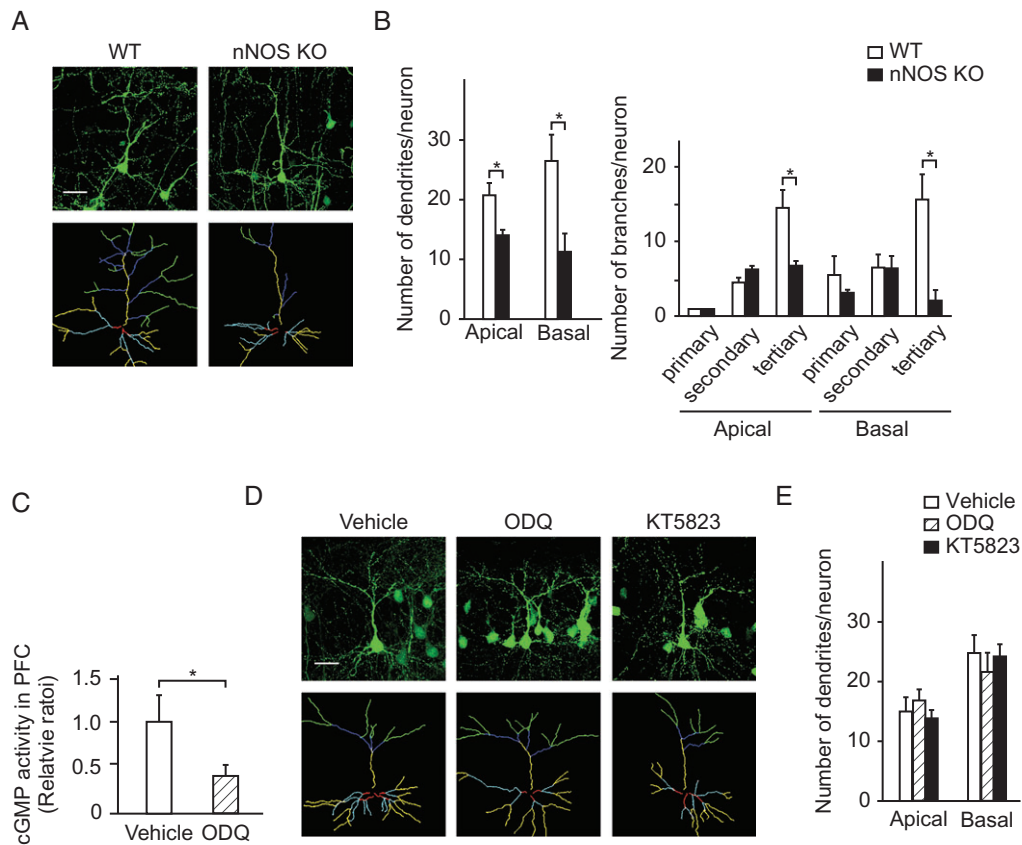 A
WT
nNOS KO
B
WT
nNOS KO
Number of dendrites/neuron
30
20
10
0
*
*
Apical
Basal
Number of branches/neuron
20
10
0
*
*
primary
secondary
tertiary
primary
secondary
tertiary
Apical
Basal
C
cGMP activity in PFC
(Relatvie ratoi)
1.5
1.0
0.5
0
*
Vehicle
ODQ
D
Vehicle
ODQ
KT5823
E
Vehicle
ODQ
KT5823
Number of dendrites/neuron
30
20
10
0
Apical
Basal